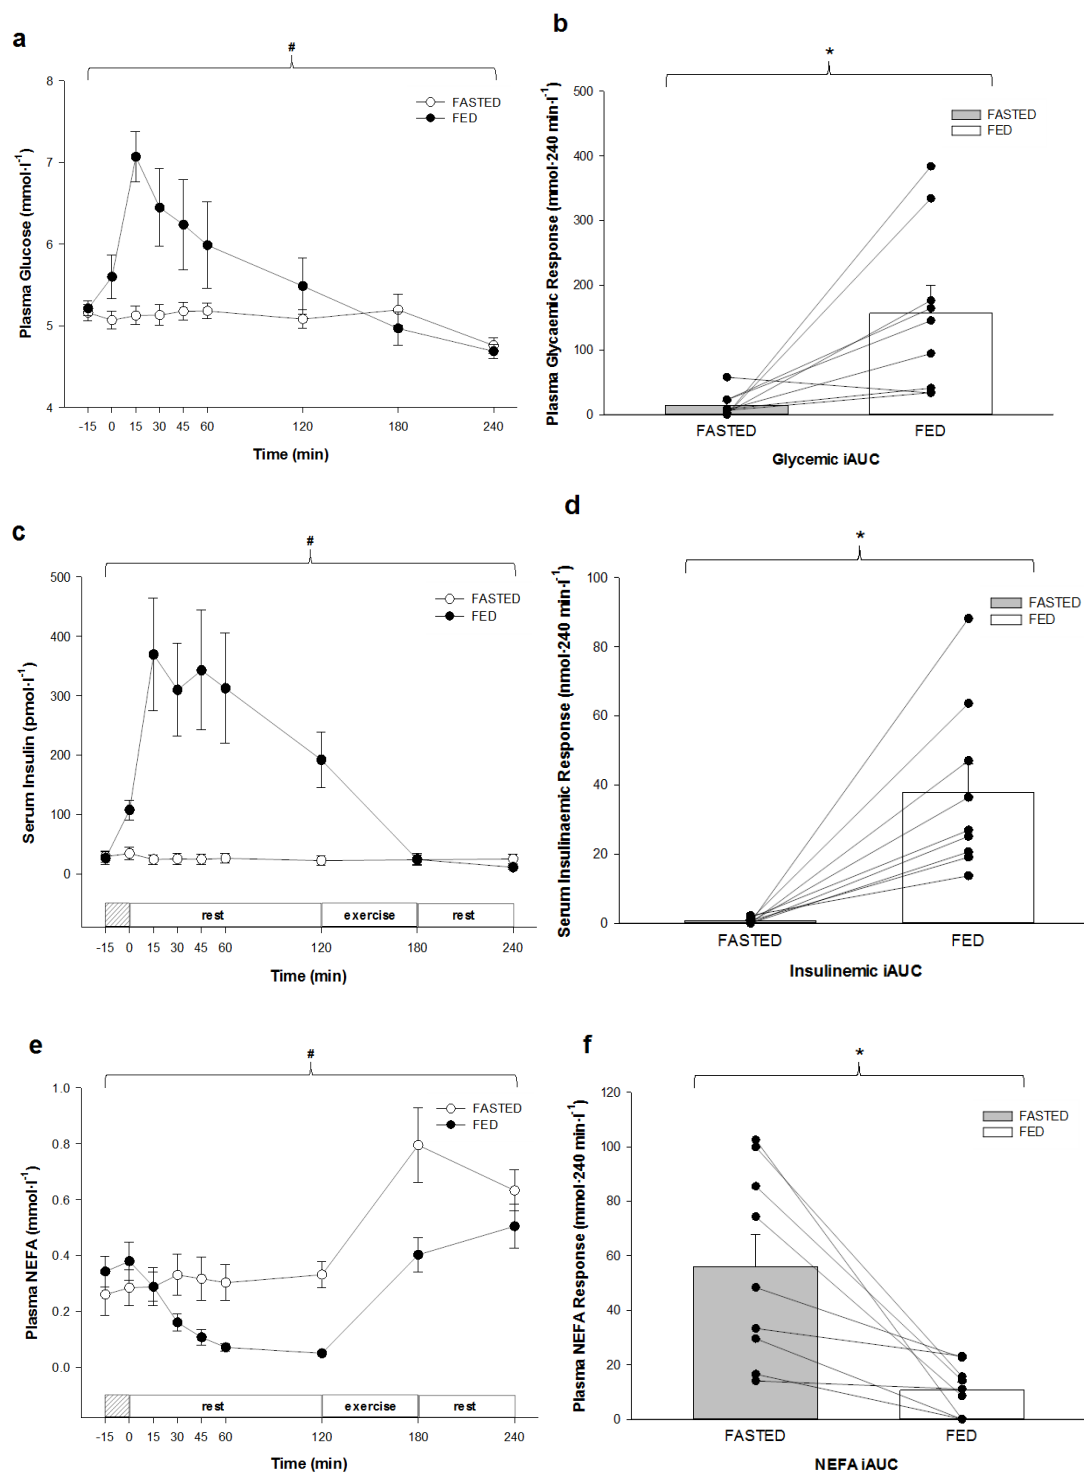 a
#
8
7
6
5
4
Plasma Glucose (mmol·l⁻¹)
FASTED
FED
-15 0 15 30 45 60 120 180 240
Time (min)
b
*
500
400
300
200
100
0
Plasma Glycaemic Response (mmol·240 min·l⁻¹)
FASTED
FED
FASTED FED
Glycemic iAUC
c
#
500
400
300
200
100
0
Serum Insulin (pmol·l⁻¹)
FASTED
FED
rest exercise rest
-15 0 15 30 45 60 120 180 240
Time (min)
d
*
100
80
60
40
20
0
Serum Insulinaemic Response (nmol·240 min·l⁻¹)
FASTED
FED
FASTED FED
Insulinemic iAUC
e
#
1.0
0.8
0.6
0.4
0.2
0.0
Plasma NEFA (mmol·l⁻¹)
FASTED
FED
rest exercise rest
-15 0 15 30 45 60 120 180 240
Time (min)
f
*
120
100
80
60
40
20
0
Plasma NEFA Response (mmol·240 min·l⁻¹)
FASTED
FED
FASTED FED
NEFA iAUC